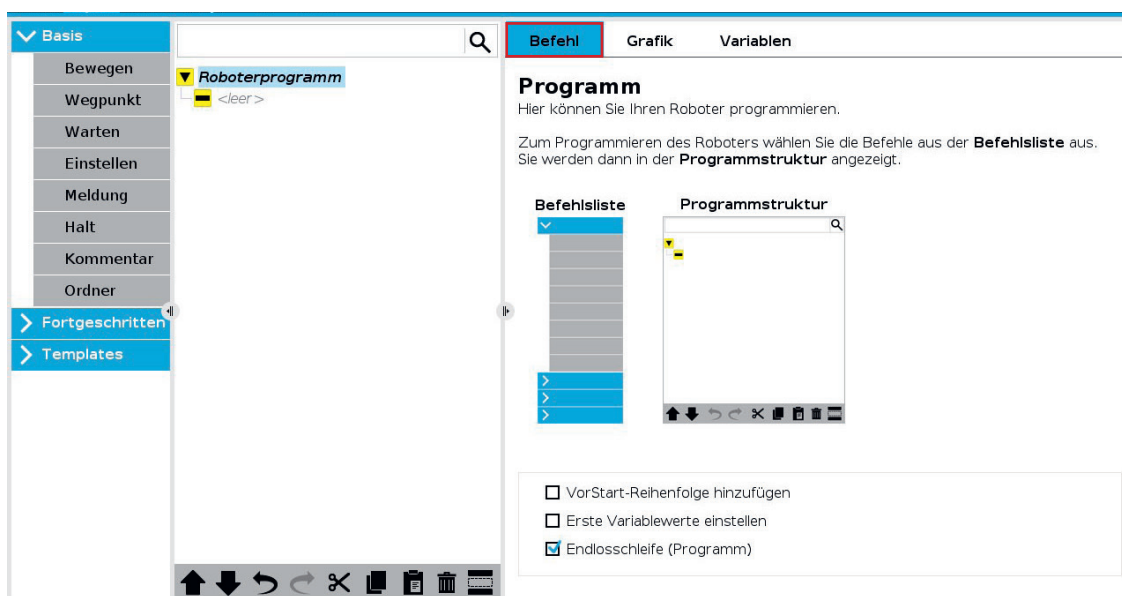 Basis
Bewegen
Wegpunkt
Warten
Einstellen
Meldung
Halt
Kommentar
Ordner
Fortgeschritten
Templates
Roboterprogramm
<leer>
Befehl Grafik Variablen
Programm
Hier können Sie Ihren Roboter programmieren.
Zum Programmieren des Roboters wählen Sie die Befehle aus der Befehlsliste aus.
Sie werden dann in der Programmstruktur angezeigt.
Befehlsliste Programmstruktur
VorStart-Reihenfolge hinzufügen
Erste Variablewerte einstellen
Endlosschleife (Programm)